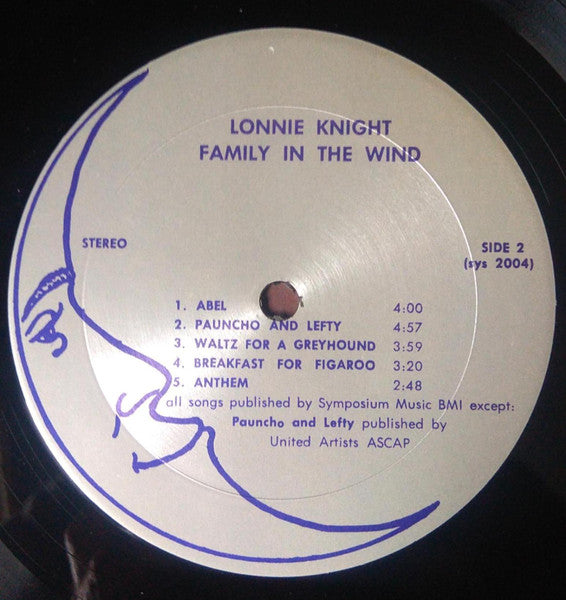 LONNIE KNIGHT
FAMILY IN THE WIND
STEREO
SIDE 2
(sys 2004)
1. ABEL 4:00
2. PAUNCHO AND LEFTY 4:57
3. WALTZ FOR A GREYHOUND 3:59
4. BREAKFAST FOR FIGAROO 3:20
5. ANTHEM 2:48
all songs published by Symposium Music BMI except:
Pauncho and Lefty published by
United Artists ASCAP